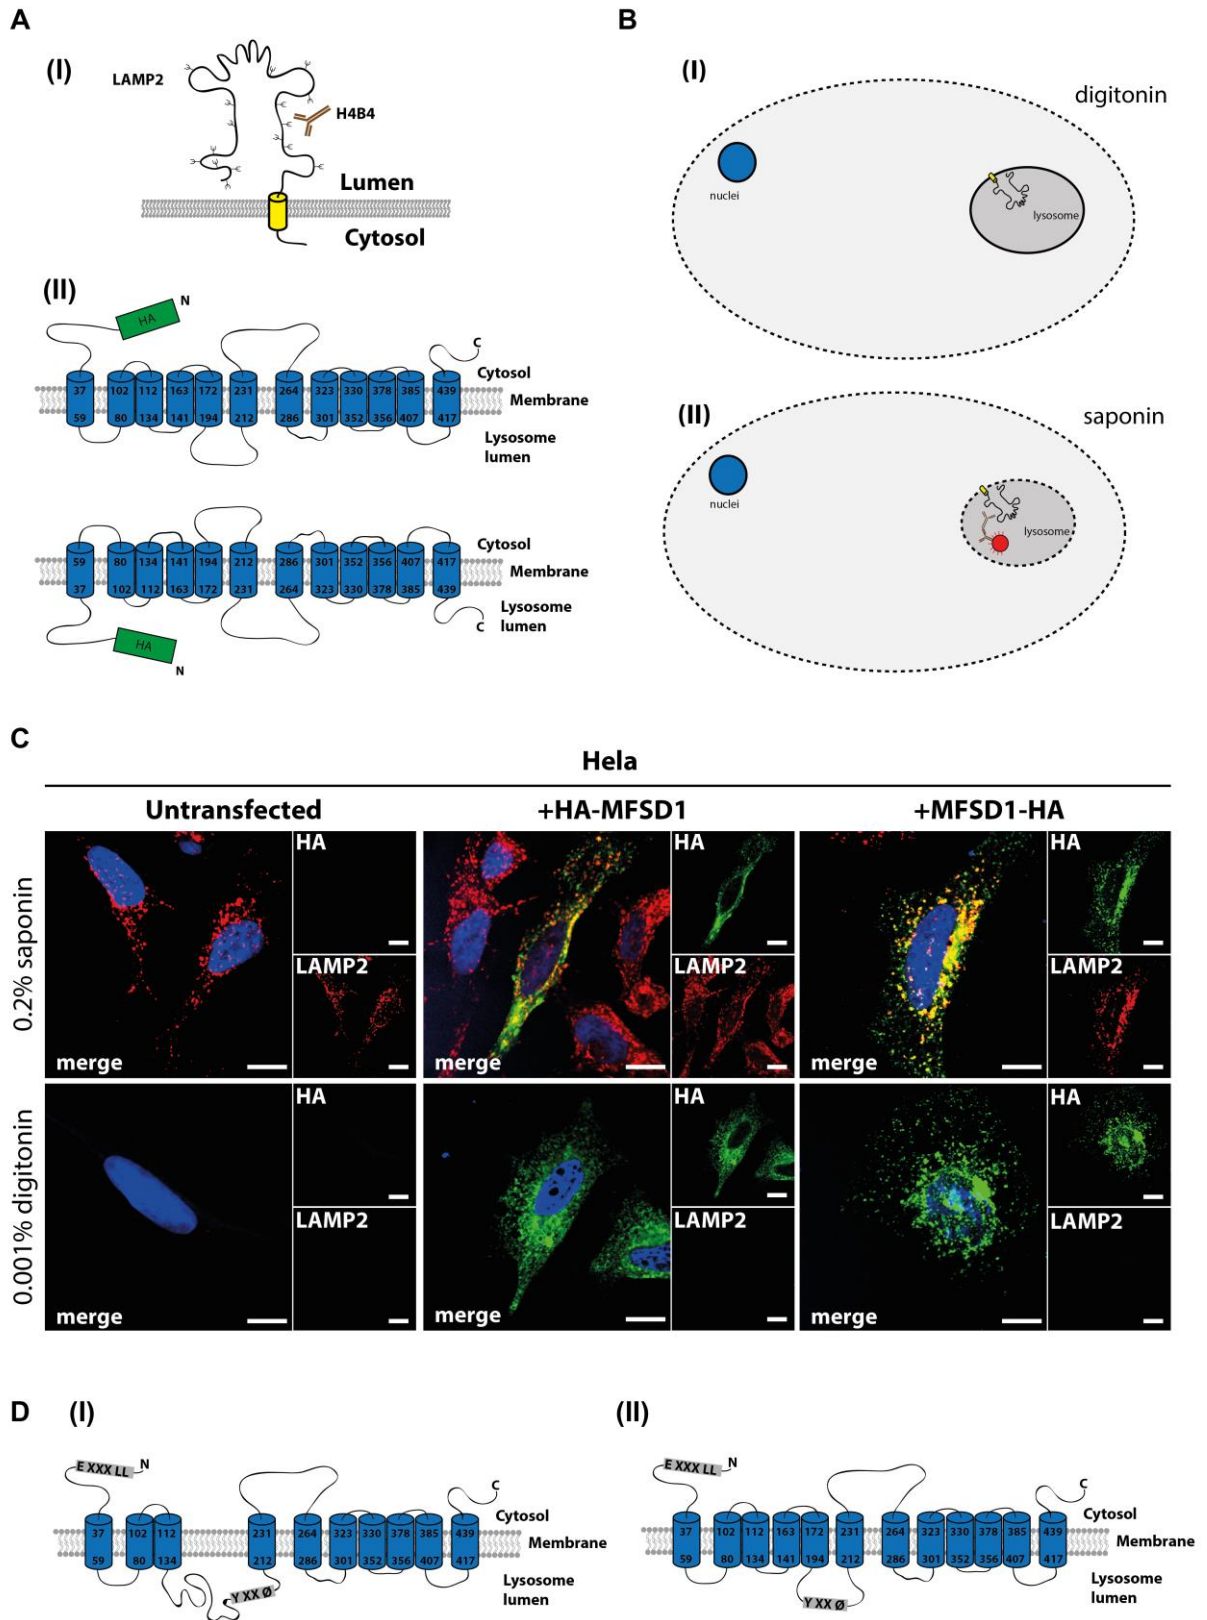 A
(I)
LAMP2
H4B4
Lumen
Cytosol
(II)
N
HA
C
Cytosol
37 102 112 163 172 231 264 323 330 378 385 439
Membrane
59 80 134 141 194 212 286 301 352 356 407 417
Lysosome
lumen
Cytosol
59 80 134 141 194 212 286 301 352 356 407 417
Membrane
37 102 112 163 172 231 264 323 330 378 385 439
Lysosome
lumen
C
HA
N
B
(I)
digitonin
nuclei
lysosome
(II)
saponin
nuclei
lysosome
C
Hela
Untransfected +HA-MFSD1 +MFSD1-HA
0.2% saponin
HA
LAMP2
merge
HA
LAMP2
merge
HA
LAMP2
merge
0.001% digitonin
HA
LAMP2
merge
HA
LAMP2
merge
HA
LAMP2
merge
D
(I)
E XXX LL N
C
Cytosol
37 102 112 231 264 323 330 378 385 439
Membrane
59 80 134 212 286 301 352 356 407 417
Lysosome
lumen
Y XX Ø
(II)
E XXX LL N
C
Cytosol
37 102 112 163 172 231 264 323 330 378 385 439
Membrane
59 80 134 141 194 212 286 301 352 356 407 417
Lysosome
lumen
Y XX Ø